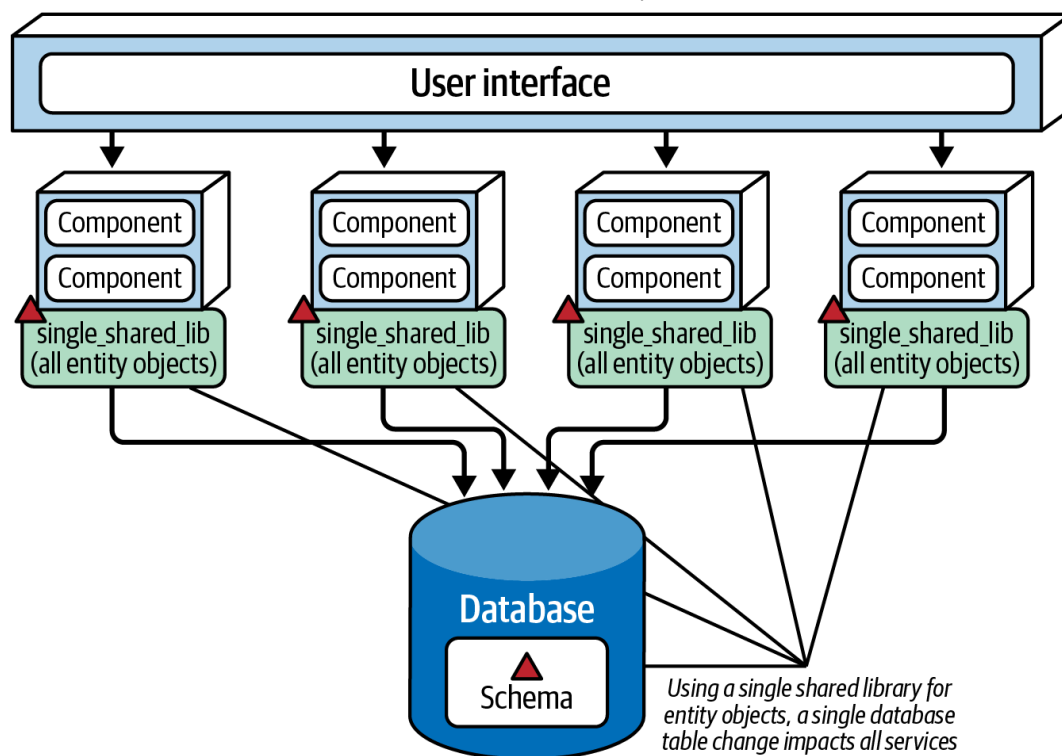 User interface
Component
Component
single_shared_lib
(all entity objects)
Component
Component
single_shared_lib
(all entity objects)
Component
Component
single_shared_lib
(all entity objects)
Component
Component
single_shared_lib
(all entity objects)
Database
Schema
Using a single shared library for
entity objects, a single database
table change impacts all services